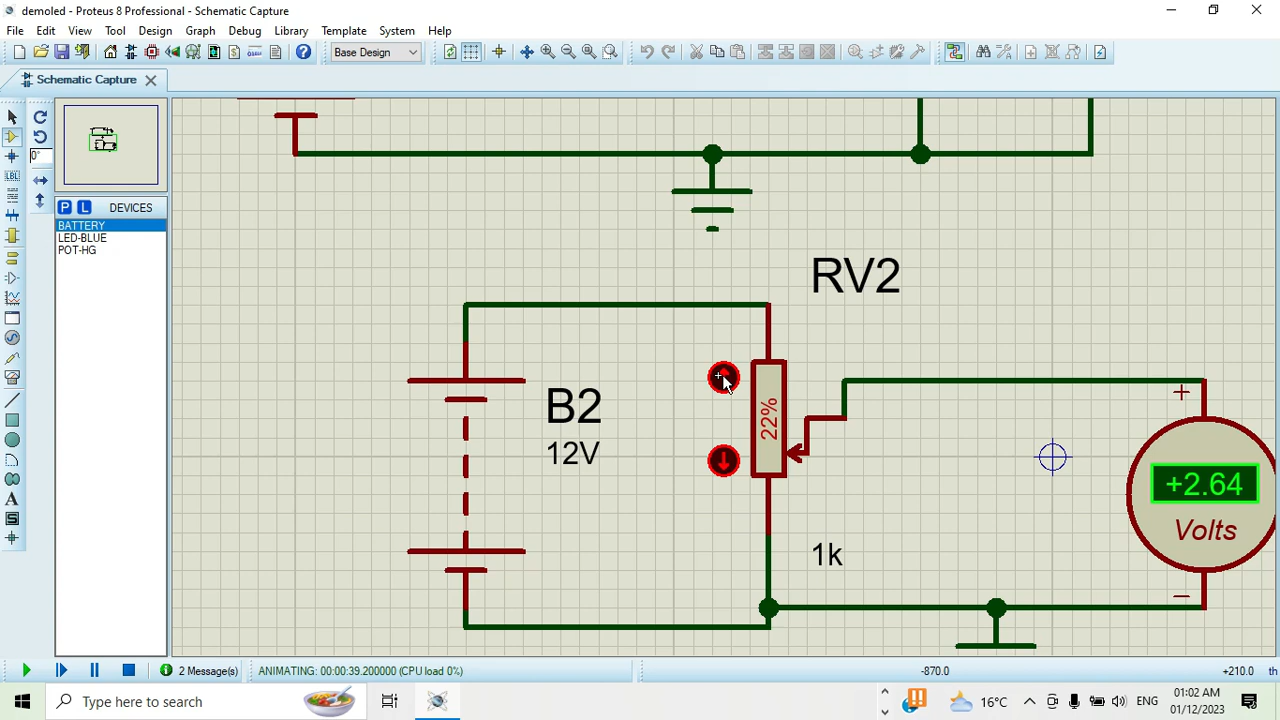 demoled - Proteus 8 Professional - Schematic Capture
File Edit View Tool Design Graph Debug Library Template System Help
Base Design
Schematic Capture
0°
P L DEVICES
BATTERY
LED-BLUE
POT-HG
RV2
B2
12V
22%
1k
+
+2.64
Volts
−
2 Message(s)
ANIMATING: 00:00:39.200000 (CPU load 0%)
-870.0
+210.0
th
Type here to search
16°C
ENG
01:02 AM
01/12/2023